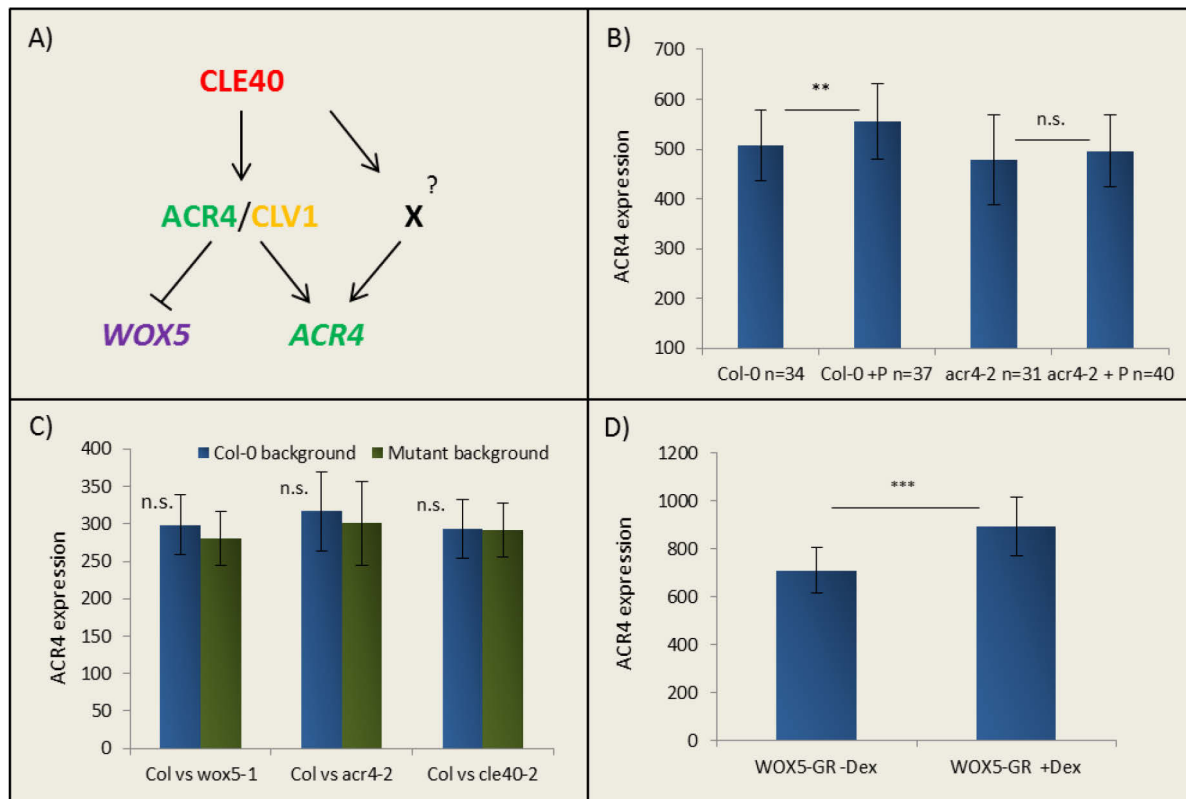 A)
CLE40
ACR4/CLV1
?
X
WOX5
ACR4
B)
ACR4 expression
700
600
500
400
300
200
100
**
n.s.
Col-0 n=34
Col-0 +P n=37
acr4-2 n=31
acr4-2 + P n=40
C)
ACR4 expression
400
350
300
250
200
150
100
50
0
Col-0 background
Mutant background
n.s.
n.s.
n.s.
Col vs wox5-1
Col vs acr4-2
Col vs cle40-2
D)
ACR4 expression
1200
1000
800
600
400
200
0
***
WOX5-GR -Dex
WOX5-GR +Dex